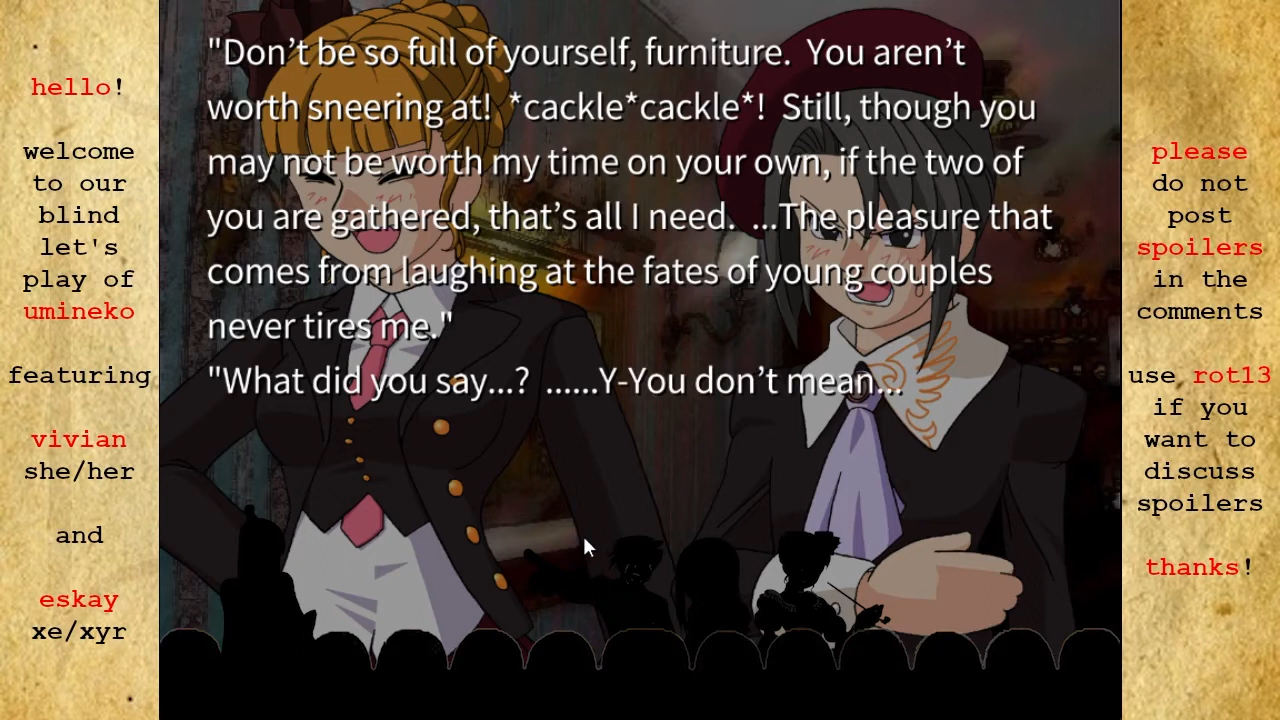 hello!
welcome
to our
blind
let's
play of
umineko
featuring
vivian
she/her
and
eskay
xe/xyr
"Don’t be so full of yourself, furniture.  You aren’t
worth sneering at!  *cackle*cackle*!  Still, though you
may not be worth my time on your own, if the two of
you are gathered, that’s all I need.  ...The pleasure that
comes from laughing at the fates of young couples
never tires me."
"What did you say...?  ......Y-You don’t mean...
please
do not
post
spoilers
in the
comments
use rot13
if you
want to
discuss
spoilers
thanks!